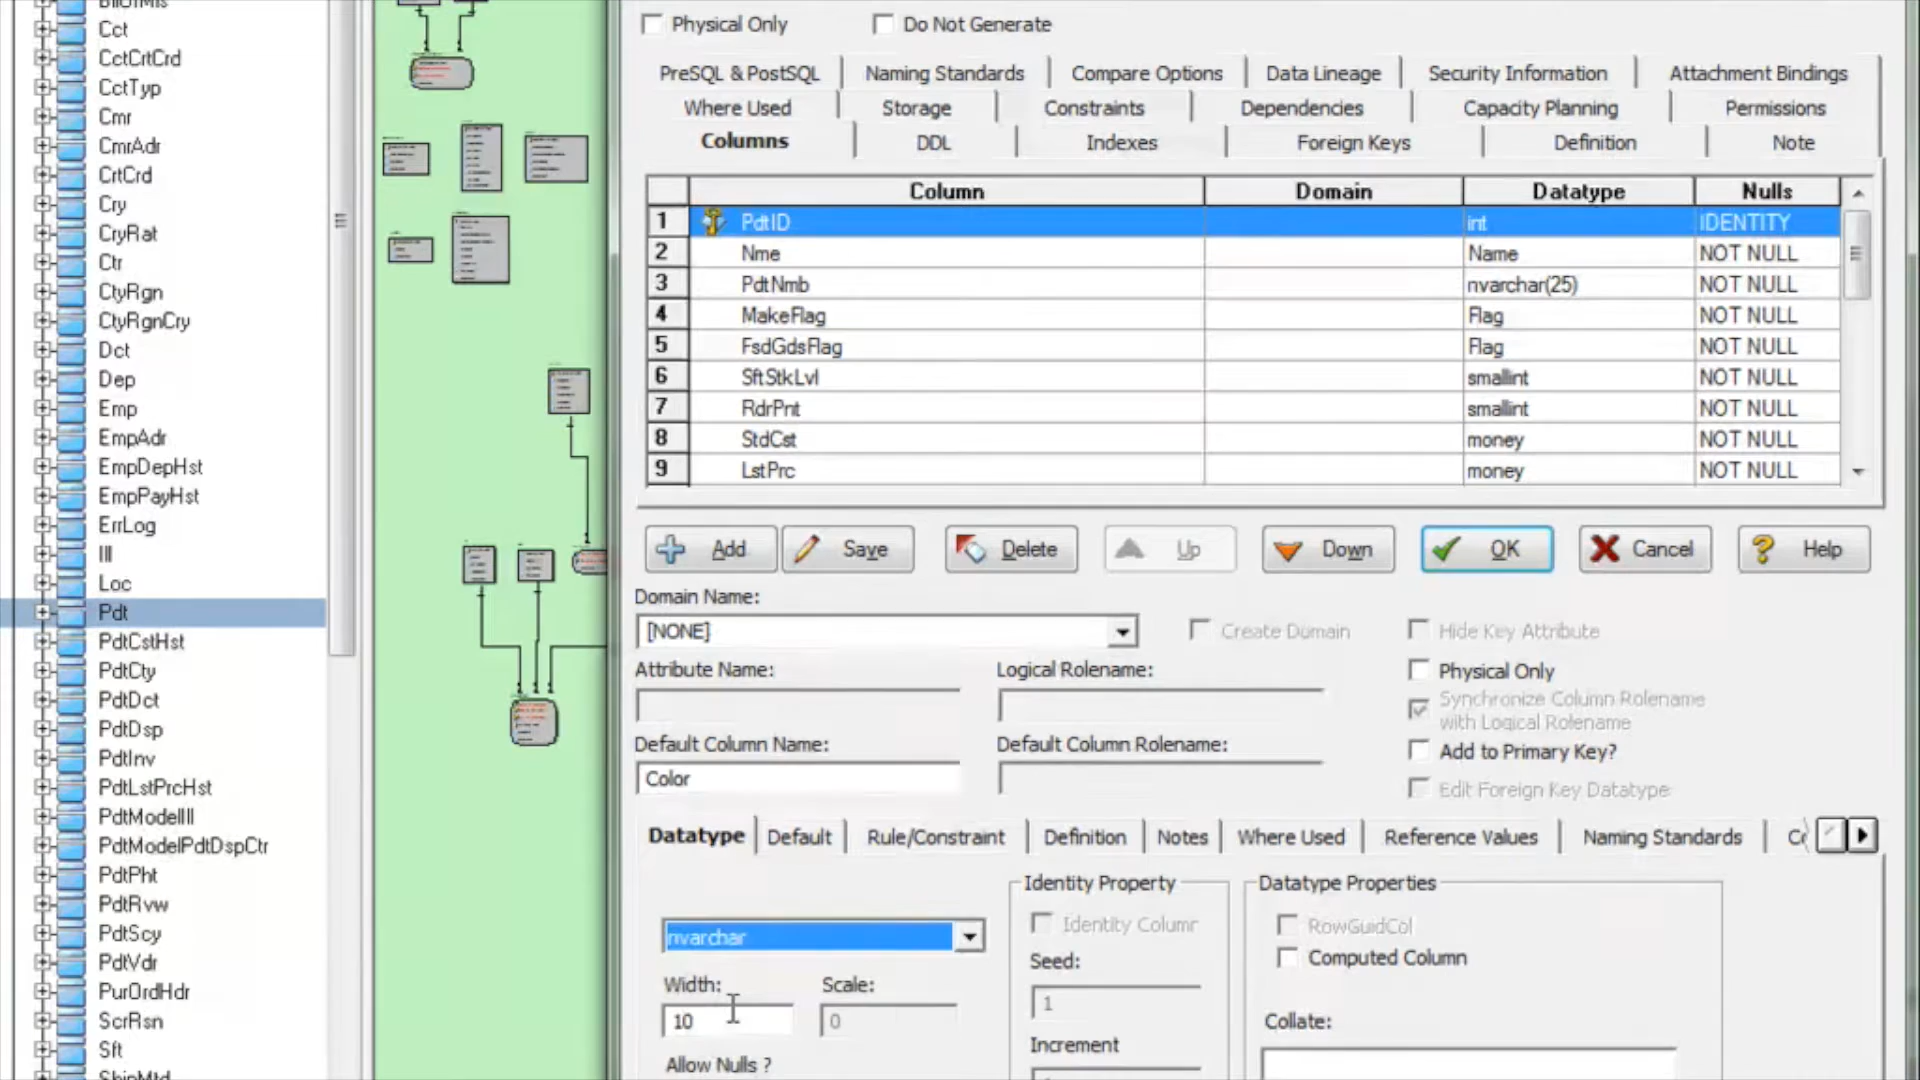 Cct
CctCrtCrd
CctTyp
Cmr
CmrAdr
CrtCrd
Cry
CryRat
Ctr
CtyRgn
CtyRgnCry
Dct
Dep
Emp
EmpAdr
EmpDepHst
EmpPayHst
ErrLog
Ill
Loc
Pdt
PdtCstHst
PdtCty
PdtDct
PdtDsp
PdtInv
PdtLstPrcHst
PdtModelIll
PdtModelPdtDspCtr
PdtPht
PdtRvw
PdtScy
PdtVdr
PurOrdHdr
ScrRsn
Sft
ShipMtd
Physical Only Do Not Generate
PreSQL & PostSQL Naming Standards Compare Options Data Lineage Security Information Attachment Bindings
Where Used Storage Constraints Dependencies Capacity Planning Permissions
Columns DDL Indexes Foreign Keys Definition Note
Column Domain Datatype Nulls
1 PdtID int IDENTITY
2 Nme Name NOT NULL
3 PdtNmb nvarchar(25) NOT NULL
4 MakeFlag Flag NOT NULL
5 FsdGdsFlag Flag NOT NULL
6 SftStkLvl smallint NOT NULL
7 RdrPnt smallint NOT NULL
8 StdCst money NOT NULL
9 LstPrc money NOT NULL
Add Save Delete Up Down OK Cancel Help
Domain Name:
[NONE] Create Domain Hide Key Attribute
Attribute Name: Logical Rolename: Physical Only
Synchronize Column Rolename
with Logical Rolename
Default Column Name: Default Column Rolename: Add to Primary Key?
Color Edit Foreign Key Datatype
Datatype Default Rule/Constraint Definition Notes Where Used Reference Values Naming Standards
Identity Property Datatype Properties
nvarchar Identity Column RowGuidCol
Seed: Computed Column
Width: Scale:
10 0 1
Collate:
Increment
Allow Nulls ?